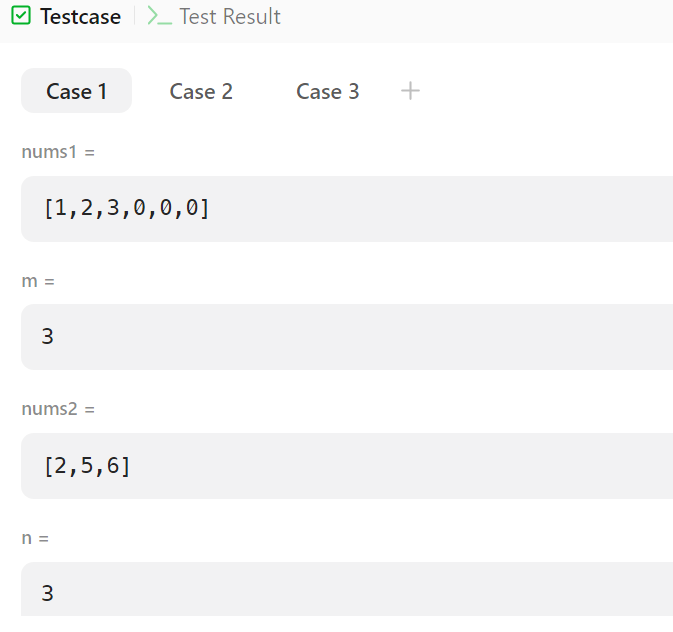 Testcase >_ Test Result
Case 1 Case 2 Case 3 +
nums1 =
[1,2,3,0,0,0]
m =
3
nums2 =
[2,5,6]
n =
3